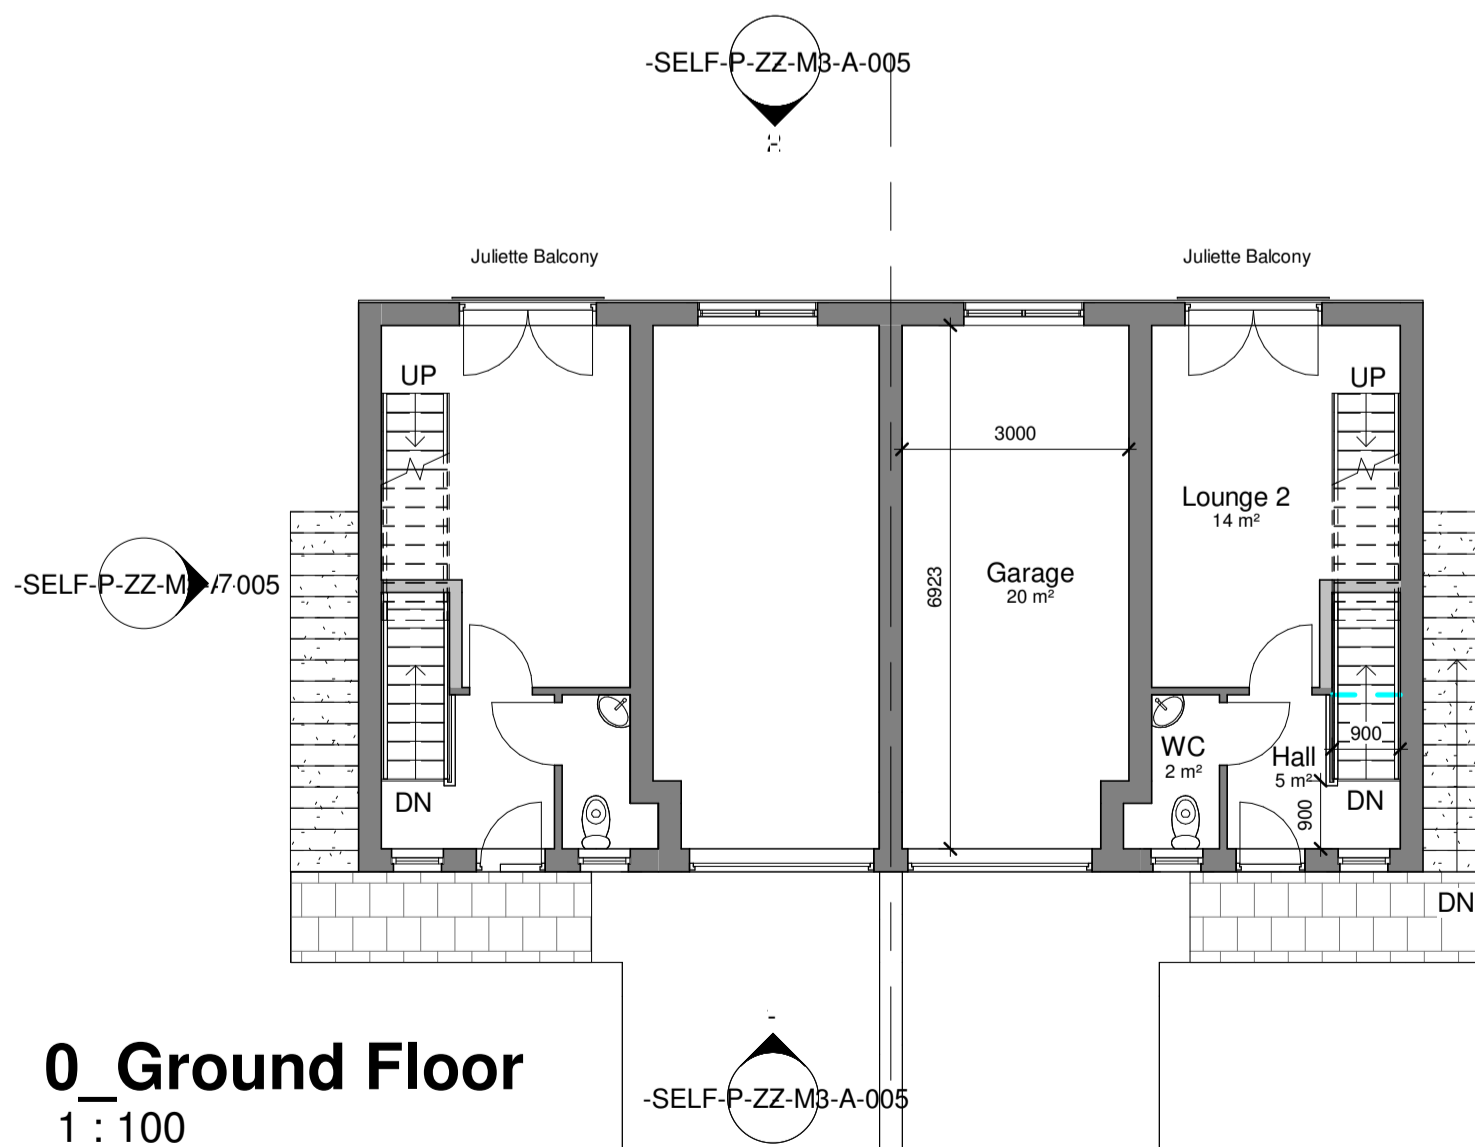 -SELF-P-ZZ-M3-A-005
Juliette Balcony
Juliette Balcony
UP
UP
3000
Lounge 2
14 m²
6923
Garage
20 m²
-SELF-P-ZZ-M
005
WC
2 m²
Hall
5 m²
900
900
DN
DN
DN
-
-SELF-P-ZZ-M3-A-005
0_Ground Floor
1 : 100